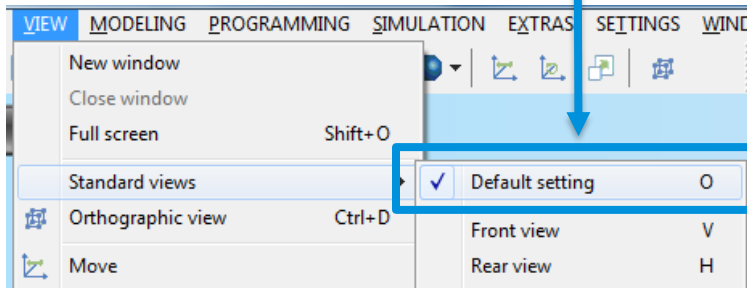 VIEW MODELING PROGRAMMING SIMULATION EXTRAS SETTINGS
New window
Close window
Full screen Shift+O
Standard views
Default setting O
Orthographic view Ctrl+D
Front view V
Move
Rear view H